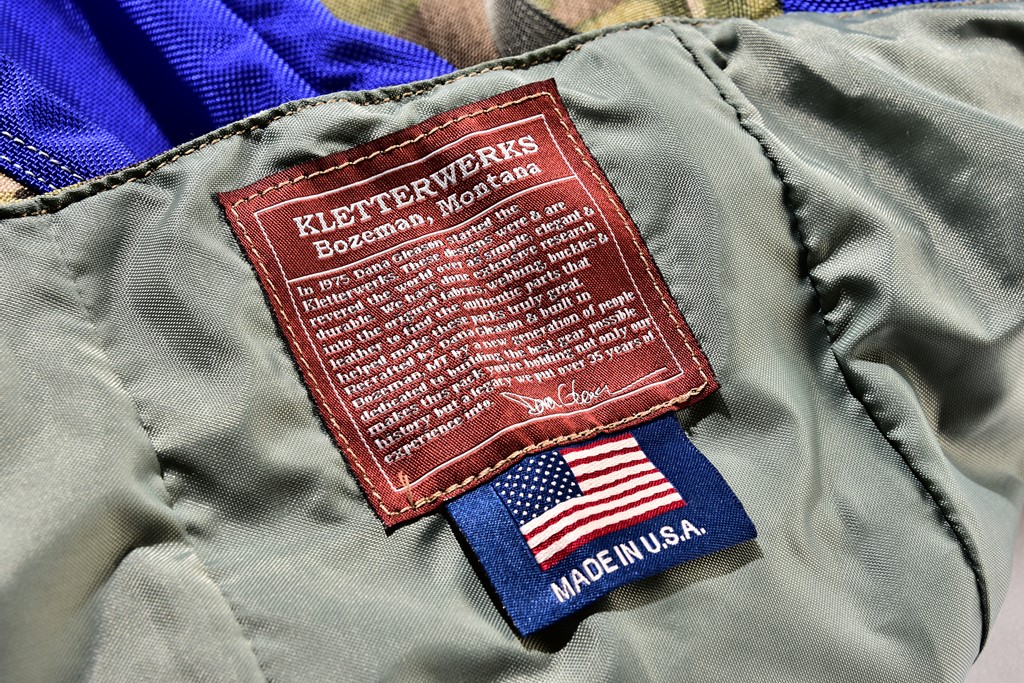 KLETTERWERKS
Bozeman, Montana
In 1975 Dana Gleason started the
Kletterwerks. These designs were & are
revered the world over as simple, elegant &
durable. We have done extensive research
into the original fabrics, webbing, buckles &
leather to find the authentic parts that
helped make these packs truly great.
Recrafted by Dana Gleason & built in
Bozeman, MT by a new generation of people
dedicated to building the best gear possible
makes this pack you're holding not only our
history but a legacy we put over 35 years of
experience into.
MADE IN U.S.A.